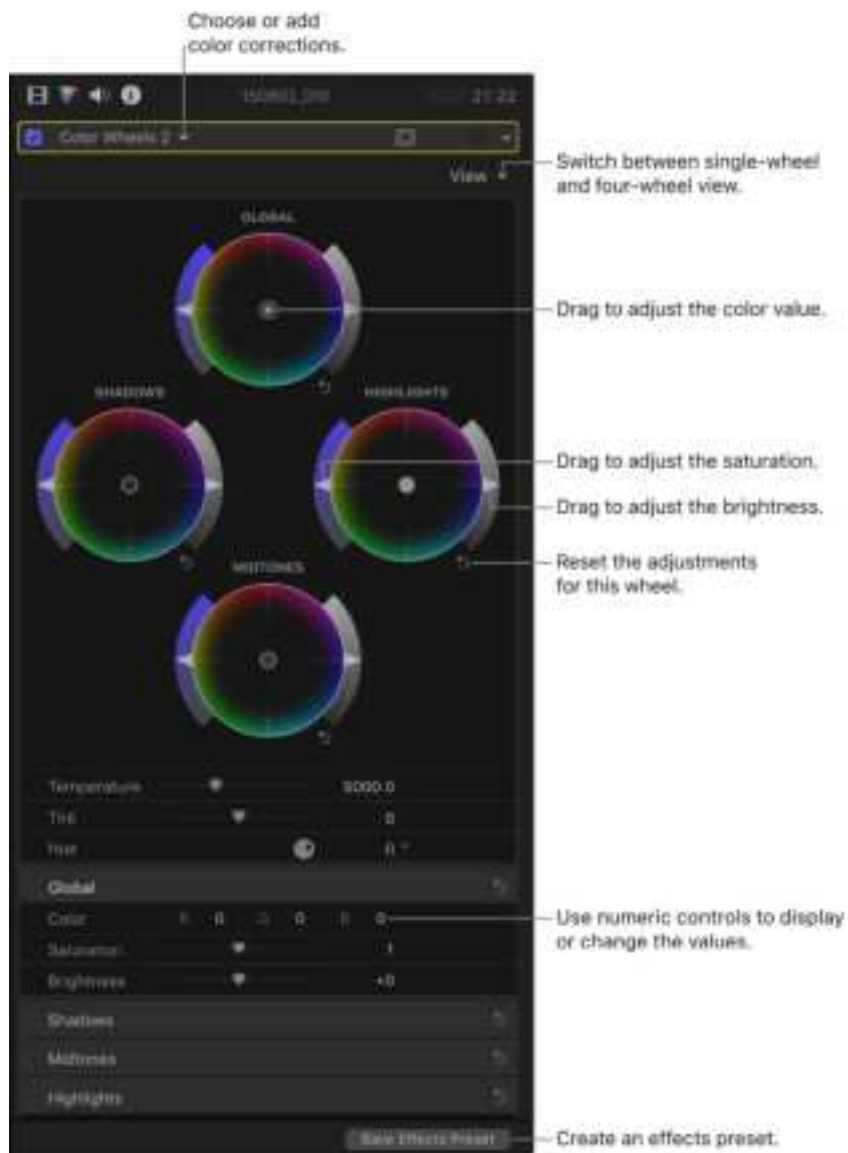 Choose or add
color corrections.
21:22
Color Wheels 2
View
Switch between single-wheel
and four-wheel view.
GLOBAL
Drag to adjust the color value.
SHADOWS
HIGHLIGHTS
Drag to adjust the saturation.
Drag to adjust the brightness.
Reset the adjustments
for this wheel.
MIDTONES
Temperature 5000.0
Tint 0
Hue 0 °
Global
Color R 0 G 0 B 0
Use numeric controls to display
or change the values.
Saturation 1
Brightness +0
Shadows
Midtones
Highlights
Save Effects Preset
Create an effects preset.